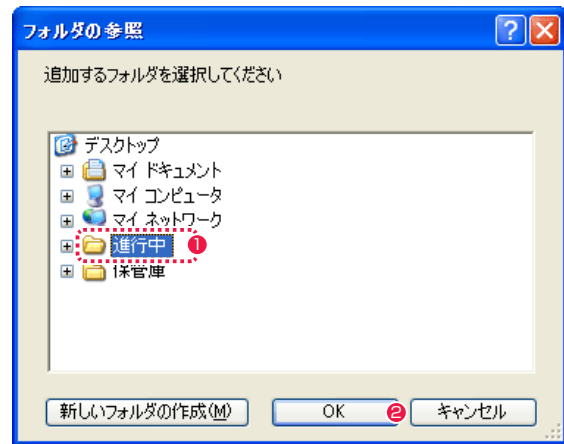 フォルダの参照
追加するフォルダを選択してください
デスクトップ
マイ ドキュメント
マイ コンピュータ
マイ ネットワーク
進行中 1
保管庫
新しいフォルダの作成(M) OK 2 キャンセル